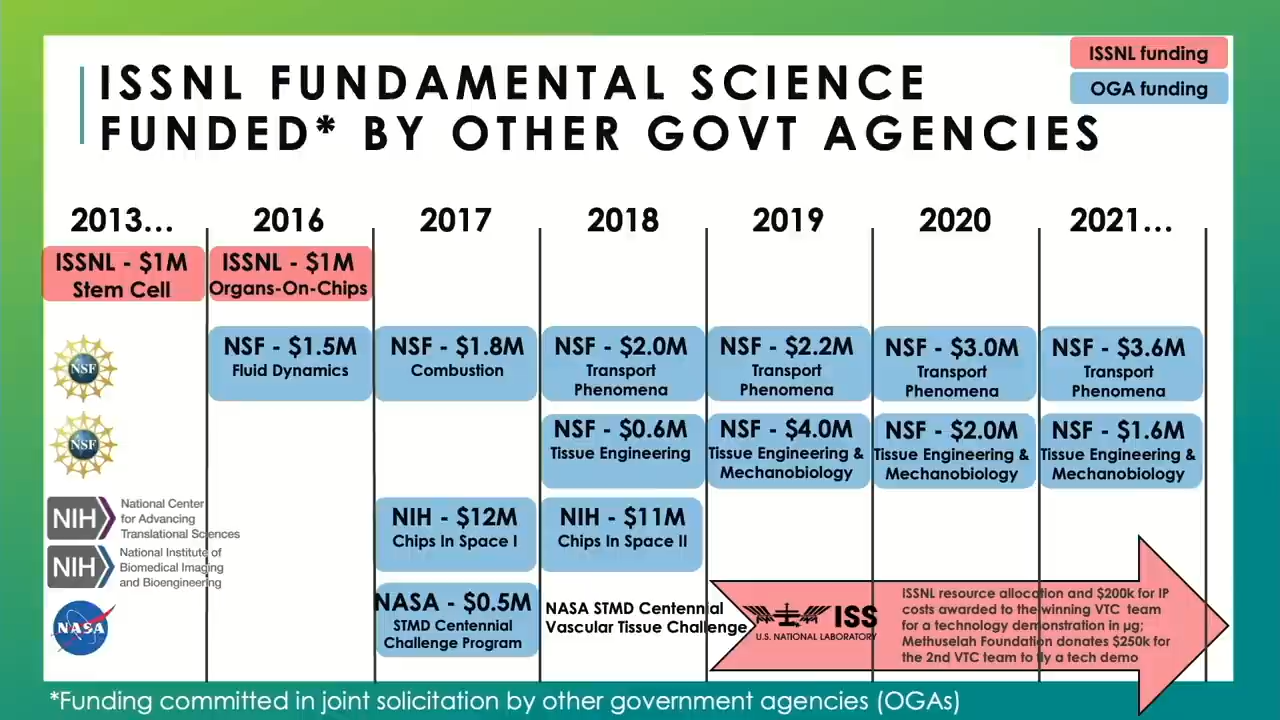 ISSNL funding
OGA funding
ISSNL FUNDAMENTAL SCIENCE
FUNDED* BY OTHER GOVT AGENCIES
2013... 2016 2017 2018 2019 2020 2021...
ISSNL - $1M
Stem Cell
ISSNL - $1M
Organs-On-Chips
NSF
NSF - $1.5M
Fluid Dynamics
NSF - $1.8M
Combustion
NSF - $2.0M
Transport
Phenomena
NSF - $2.2M
Transport
Phenomena
NSF - $3.0M
Transport
Phenomena
NSF - $3.6M
Transport
Phenomena
NSF
NSF - $0.6M
Tissue Engineering
NSF - $4.0M
Tissue Engineering &
Mechanobiology
NSF - $2.0M
Tissue Engineering &
Mechanobiology
NSF - $1.6M
Tissue Engineering &
Mechanobiology
NIH
National Center
for Advancing
Translational Sciences
NIH - $12M
Chips In Space I
NIH - $11M
Chips In Space II
NIH
National Institute of
Biomedical Imaging
and Bioengineering
NASA
NASA - $0.5M
STMD Centennial
Challenge Program
NASA STMD Centennial
Vascular Tissue Challenge
ISS
U.S. NATIONAL LABORATORY
ISSNL resource allocation and $200k for IP
costs awarded to the winning VTC team
for a technology demonstration in µg;
Methuselah Foundation donates $250k for
the 2nd VTC team to fly a tech demo
*Funding committed in joint solicitation by other government agencies (OGAs)